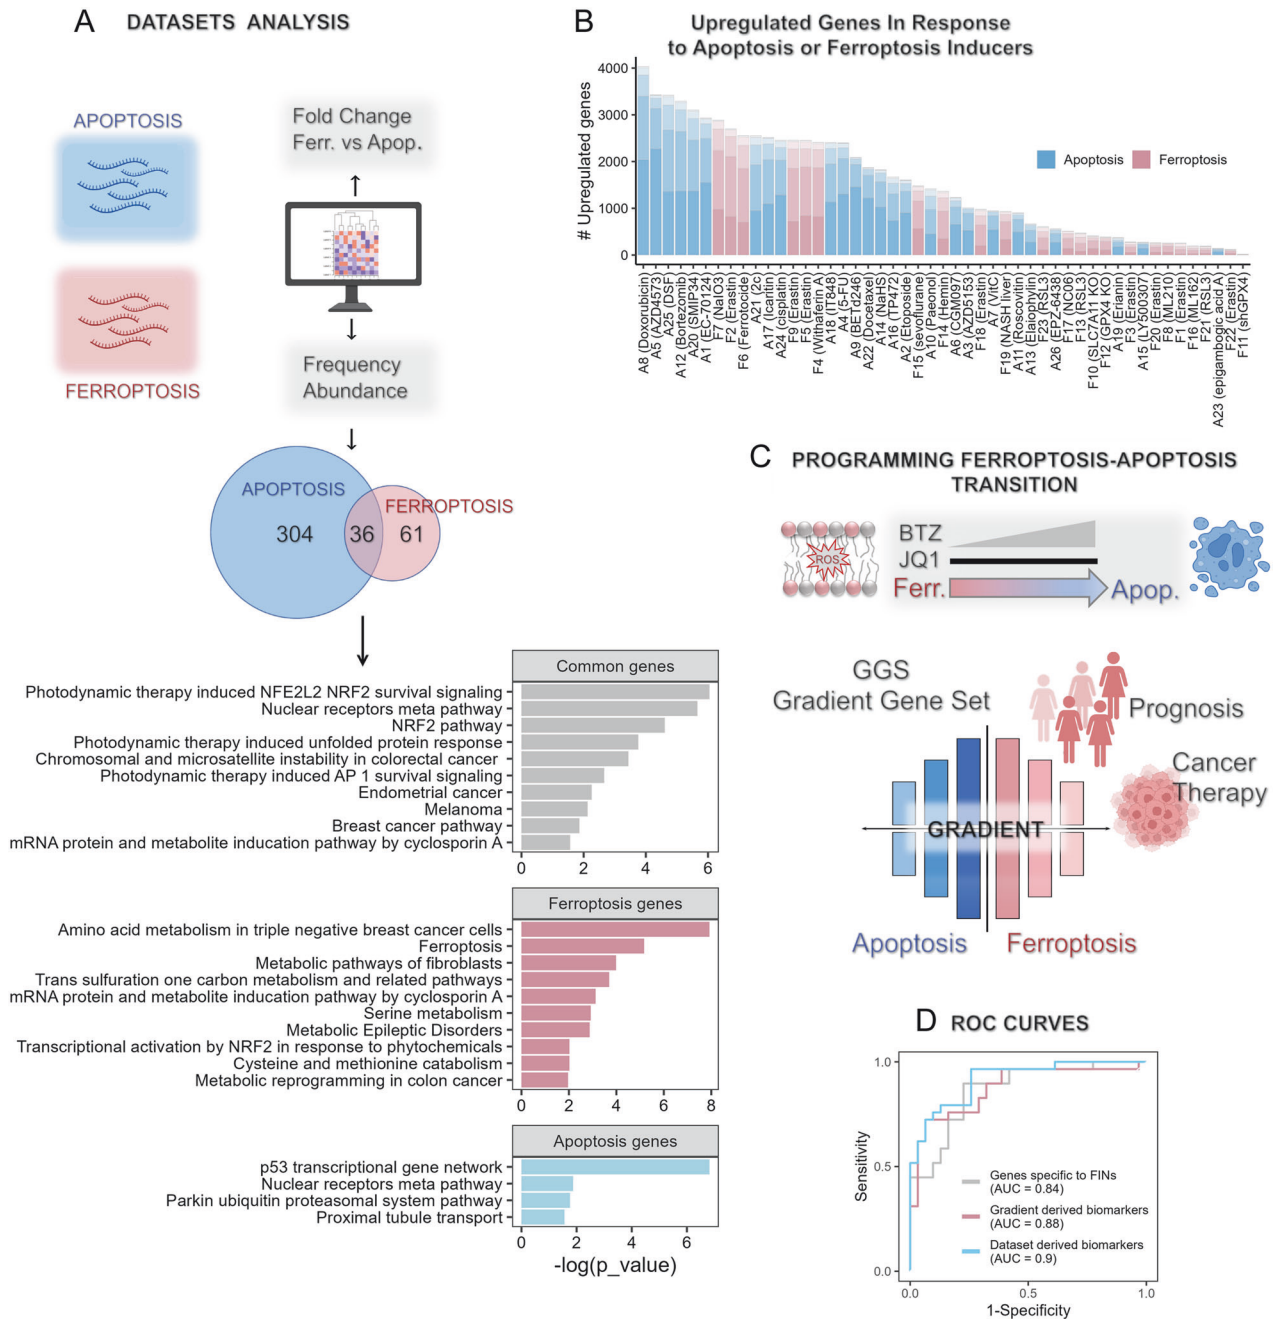 A
DATASETS ANALYSIS
APOPTOSIS
FERROPTOSIS
Fold Change
Ferr. vs Apop.
Frequency
Abundance
APOPTOSIS
FERROPTOSIS
304
36
61
Common genes
Photodynamic therapy induced NFE2L2 NRF2 survival signaling
Nuclear receptors meta pathway
NRF2 pathway
Photodynamic therapy induced unfolded protein response
Chromosomal and microsatellite instability in colorectal cancer
Photodynamic therapy induced AP 1 survival signaling
Endometrial cancer
Melanoma
Breast cancer pathway
mRNA protein and metabolite inducation pathway by cyclosporin A
0 2 4 6
Ferroptosis genes
Amino acid metabolism in triple negative breast cancer cells
Ferroptosis
Metabolic pathways of fibroblasts
Trans sulfuration one carbon metabolism and related pathways
mRNA protein and metabolite inducation pathway by cyclosporin A
Serine metabolism
Metabolic Epileptic Disorders
Transcriptional activation by NRF2 in response to phytochemicals
Cysteine and methionine catabolism
Metabolic reprogramming in colon cancer
0 2 4 6 8
Apoptosis genes
p53 transcriptional gene network
Nuclear receptors meta pathway
Parkin ubiquitin proteasomal system pathway
Proximal tubule transport
0 2 4 6
-log(p_value)
B
Upregulated Genes In Response
to Apoptosis or Ferroptosis Inducers
# Upregulated genes
4000
3000
2000
1000
0
Apoptosis
Ferroptosis
A8 (Doxorubicin)
A5 (AZD4573)
A25 (DSF)
A12 (Bortezomib)
A20 (SMIP34)
A1 (EC-70124)
F7 (NaIO3)
F2 (Erastin)
F6 (Ferrocide)
A21 (2e)
A17 (Icaritin)
A24 (cisplatin)
F9 (Erastin)
F5 (Erastin)
F4 (Withaferin A)
A18 (TT848)
A4 (5-FU)
A9 (BETd246)
A22 (Docetaxel)
A14 (NaHS)
A16 (TP472)
A2 (Etoposide)
F15 (sevoflurane)
A10 (Paeonol)
F14 (Hemin)
A6 (CGM097)
A3 (AZD5153)
F18 (Erastin)
A7 (VitC)
F19 (NASH liver)
A11 (Roscovitin)
A13 (Elaiophylin)
F23 (RSL3)
A26 (EPZ-6438)
F17 (NC06)
F13 (RSL3)
F10 (SLC7A11 KO)
F12 (GPX4 KO)
A19 (Erianin)
F3 (Erastin)
A15 (LY500307)
F20 (Erastin)
F8 (ML210)
F1 (Erastin)
F16 (ML162)
F21 (RSL3)
A23 (epigambogic acid A)
F22 (Erastin)
F11 (shGPX4)
C
PROGRAMMING FERROPTOSIS-APOPTOSIS
TRANSITION
ROS
BTZ
JQ1
Ferr.
Apop.
GGS
Gradient Gene Set
Prognosis
Cancer
Therapy
GRADIENT
Apoptosis
Ferroptosis
D
ROC CURVES
Sensitivity
1.0
0.5
0.0
Genes specific to FINs
(AUC = 0.84)
Gradient derived biomarkers
(AUC = 0.88)
Dataset derived biomarkers
(AUC = 0.9)
0.0 0.5 1.0
1-Specificity